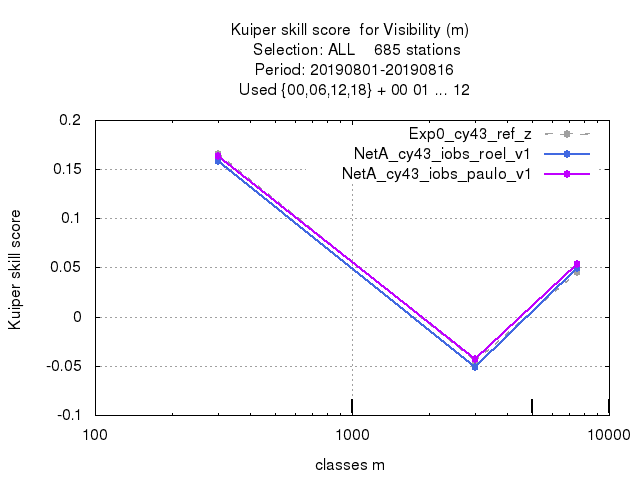 Kuiper skill score  for Visibility (m)
Selection: ALL    685 stations
Period: 20190801-20190816
Used {00,06,12,18} + 00 01 ... 12
Exp0_cy43_ref_z
NetA_cy43_iobs_roel_v1
NetA_cy43_iobs_paulo_v1
0.2
0.15
0.1
0.05
0
-0.05
-0.1
Kuiper skill score
100
1000
10000
classes m